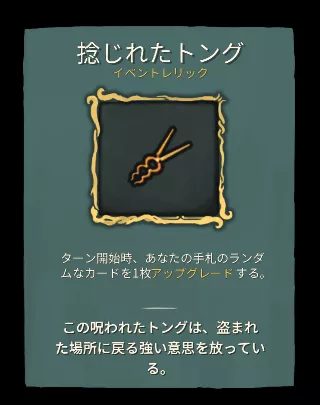 捻じれたトング
イベントレリック
ターン開始時、あなたの手札のランダ
ムなカードを1枚アップグレードする。
この呪われたトングは、盗まれ
た場所に戻る強い意思を放ってい
る。